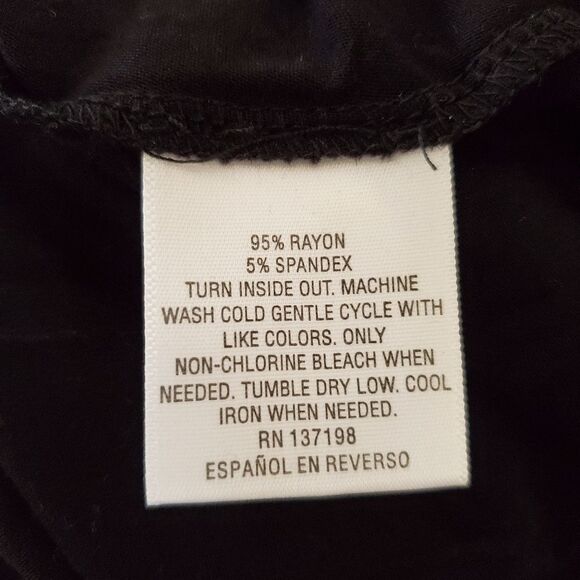 95% RAYON
5% SPANDEX
TURN INSIDE OUT. MACHINE
WASH COLD GENTLE CYCLE WITH
LIKE COLORS. ONLY
NON-CHLORINE BLEACH WHEN
NEEDED. TUMBLE DRY LOW. COOL
IRON WHEN NEEDED.
RN 137198
ESPAÑOL EN REVERSO